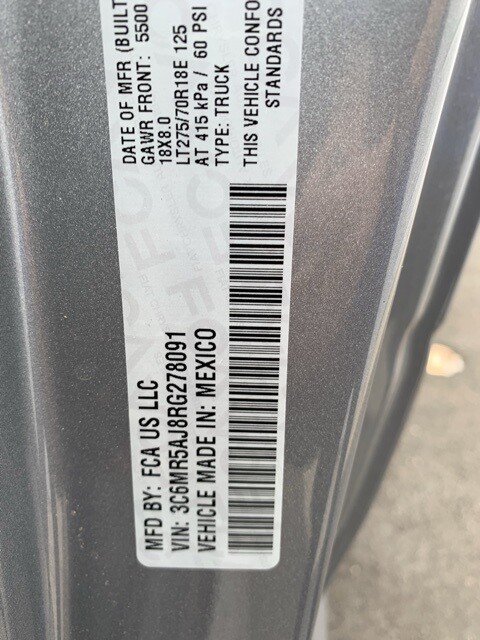 MFD BY: FCA US LLC
DATE OF MFR (BUILT
GAWR FRONT: 5500
18X8.0
LT275/70R18E 125
AT 415 kPa / 60 PSI
TYPE: TRUCK
VIN: 3C6MR5AJ8RG278091
VEHICLE MADE IN: MEXICO
THIS VEHICLE CONFO
STANDARDS